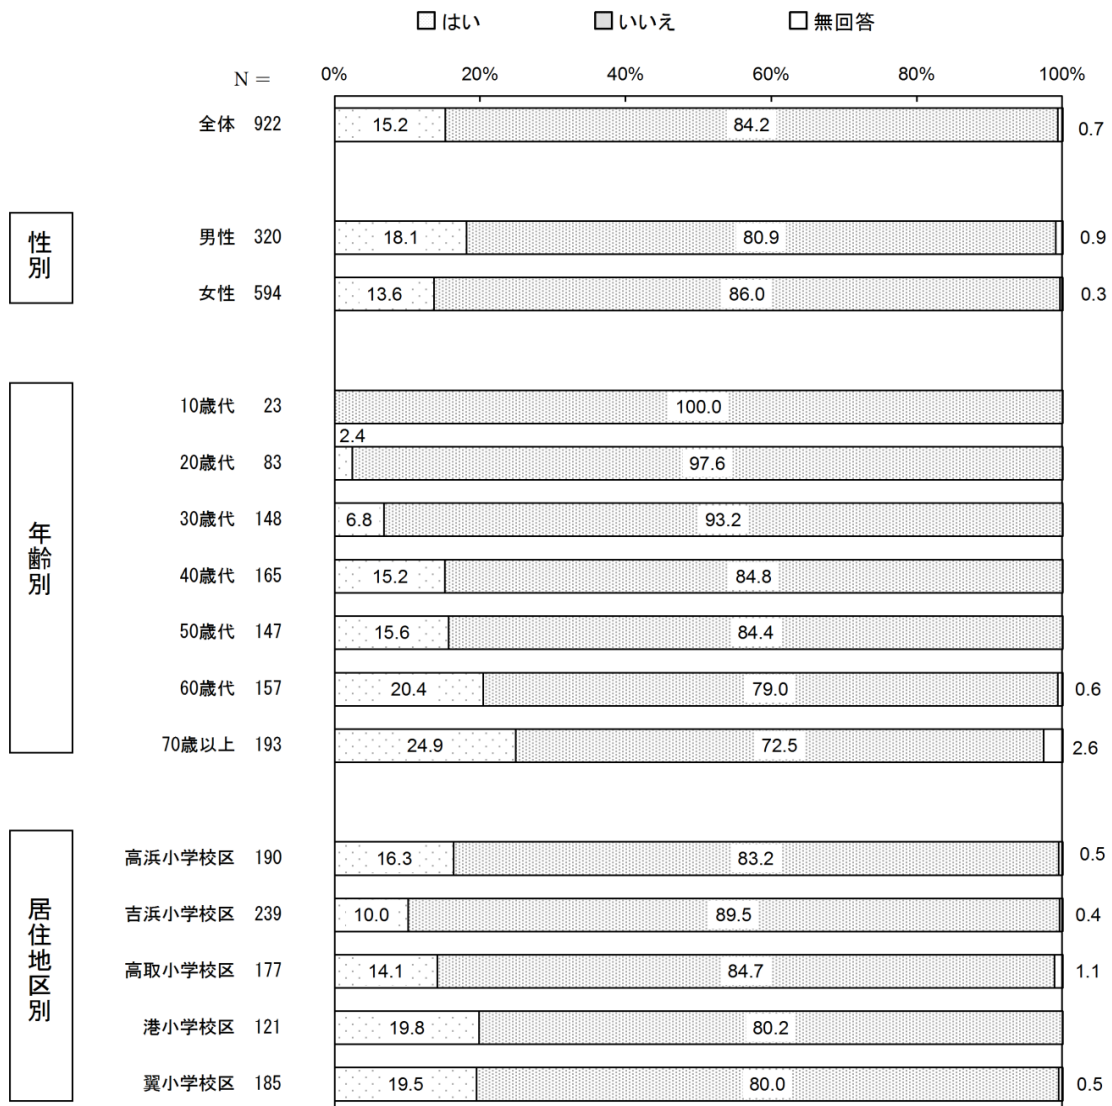 はい いいえ 無回答
N = 0% 20% 40% 60% 80% 100%
全体 922 15.2 84.2 0.7
性別
男性 320 18.1 80.9 0.9
女性 594 13.6 86.0 0.3
年齢別
10歳代 23 100.0
20歳代 83 2.4 97.6
30歳代 148 6.8 93.2
40歳代 165 15.2 84.8
50歳代 147 15.6 84.4
60歳代 157 20.4 79.0 0.6
70歳以上 193 24.9 72.5 2.6
居住地区別
高浜小学校区 190 16.3 83.2 0.5
吉浜小学校区 239 10.0 89.5 0.4
高取小学校区 177 14.1 84.7 1.1
港小学校区 121 19.8 80.2
翼小学校区 185 19.5 80.0 0.5